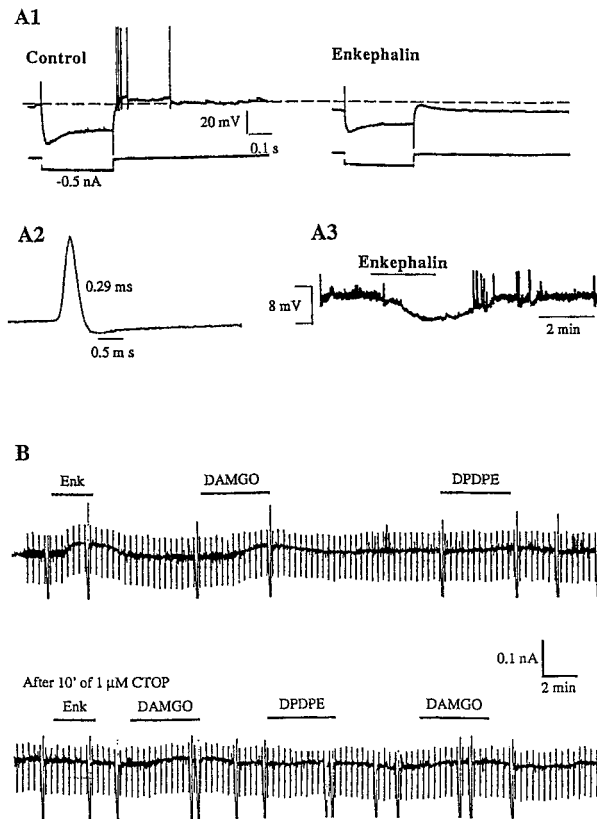 A1
Control
Enkephalin
20 mV
0.1 s
-0.5 nA
A2
0.29 ms
0.5 m s
A3
Enkephalin
8 mV
2 min
B
Enk
DAMGO
DPDPE
0.1 nA
2 min
After 10' of 1 μM CTOP
Enk
DAMGO
DPDPE
DAMGO